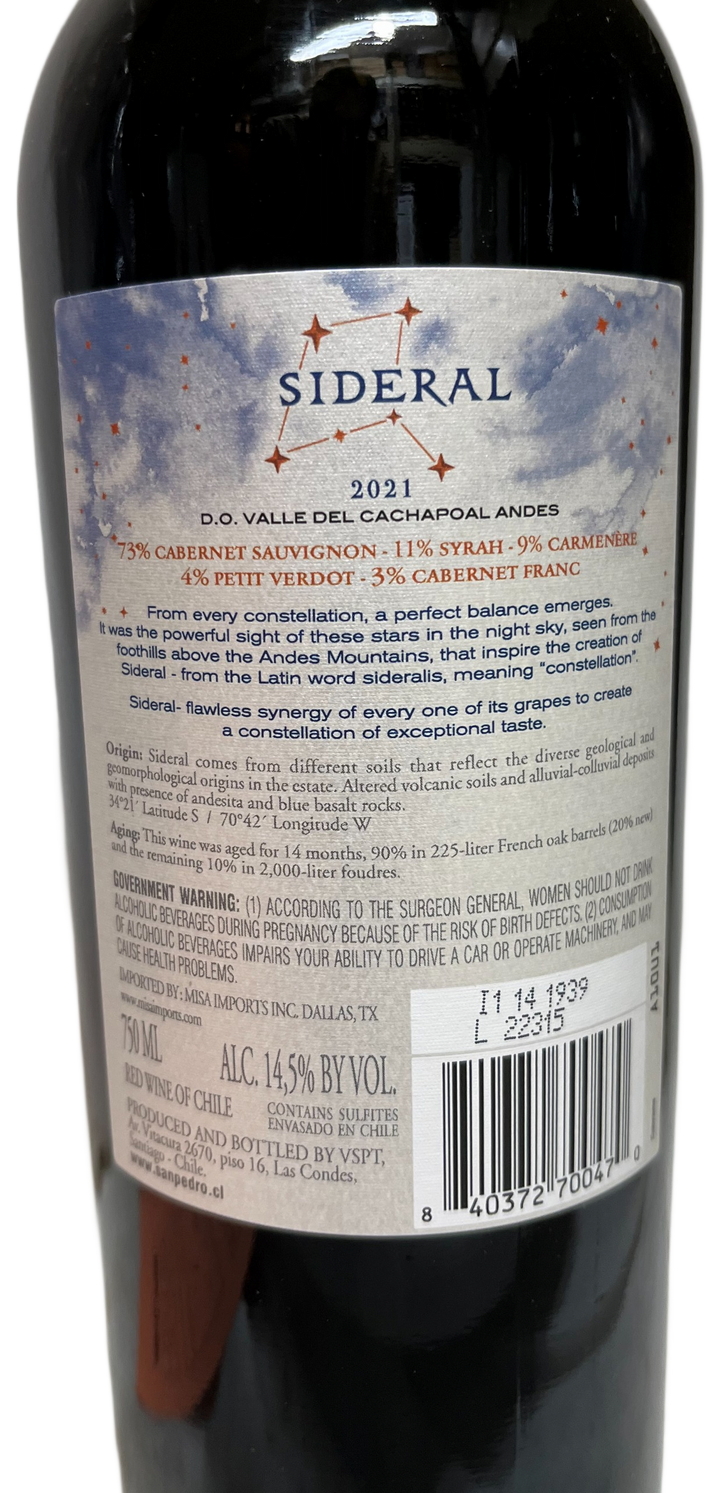 SIDERAL
2021
D.O. VALLE DEL CACHAPOAL ANDES
73% CABERNET SAUVIGNON - 11% SYRAH - 9% CARMENÈRE
4% PETIT VERDOT - 3% CABERNET FRANC
From every constellation, a perfect balance emerges.
It was the powerful sight of these stars in the night sky, seen from the
foothills above the Andes Mountains, that inspire the creation of
Sideral - from the Latin word sideralis, meaning "constellation".
Sideral- flawless synergy of every one of its grapes to create
a constellation of exceptional taste.
Origin: Sideral comes from different soils that reflect the diverse geological and
geomorphological origins in the estate. Altered volcanic soils and alluvial-colluvial deposits
with presence of andesita and blue basalt rocks.
34°21´ Latitude S / 70°42´ Longitude W
Aging: This wine was aged for 14 months, 90% in 225-liter French oak barrels (20% new)
and the remaining 10% in 2,000-liter foudres.
GOVERNMENT WARNING: (1) ACCORDING TO THE SURGEON GENERAL, WOMEN SHOULD NOT DRINK
ALCOHOLIC BEVERAGES DURING PREGNANCY BECAUSE OF THE RISK OF BIRTH DEFECTS. (2) CONSUMPTION
OF ALCOHOLIC BEVERAGES IMPAIRS YOUR ABILITY TO DRIVE A CAR OR OPERATE MACHINERY, AND MAY
CAUSE HEALTH PROBLEMS.
IMPORTED BY: MISA IMPORTS INC. DALLAS, TX
www.misaimports.com
750 ML
ALC. 14,5% BY VOL.
RED WINE OF CHILE
CONTAINS SULFITES
ENVASADO EN CHILE
PRODUCED AND BOTTLED BY VSPT,
Av. Vitacura 2670, piso 16, Las Condes,
Santiago - Chile.
www.sanpedro.cl
I1 14 1939
L 22315
8 40372 70047 0